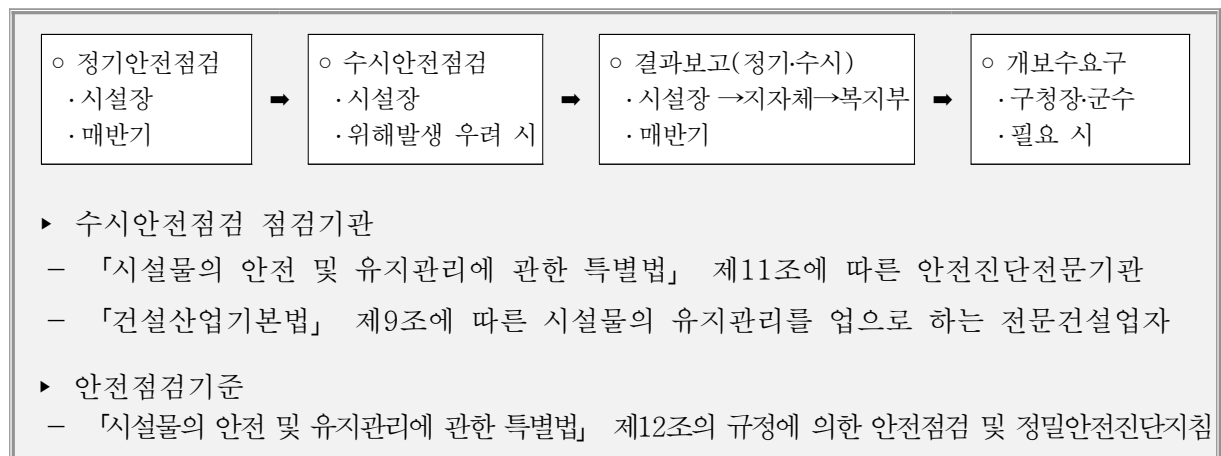 ○ 정기안전점검
·시설장
·매반기
➡
○ 수시안전점검
·시설장
·위해발생 우려 시
➡
○ 결과보고(정기·수시)
·시설장→지자체→복지부
·매반기
➡
○ 개보수요구
·구청장·군수
·필요 시
▸ 수시안전점검 점검기관
－ 「시설물의 안전 및 유지관리에 관한 특별법」 제11조에 따른 안전진단전문기관
－ 「건설산업기본법」 제9조에 따른 시설물의 유지관리를 업으로 하는 전문건설업자
▸ 안전점검기준
－ 「시설물의 안전 및 유지관리에 관한 특별법」 제12조의 규정에 의한 안전점검 및 정밀안전진단지침